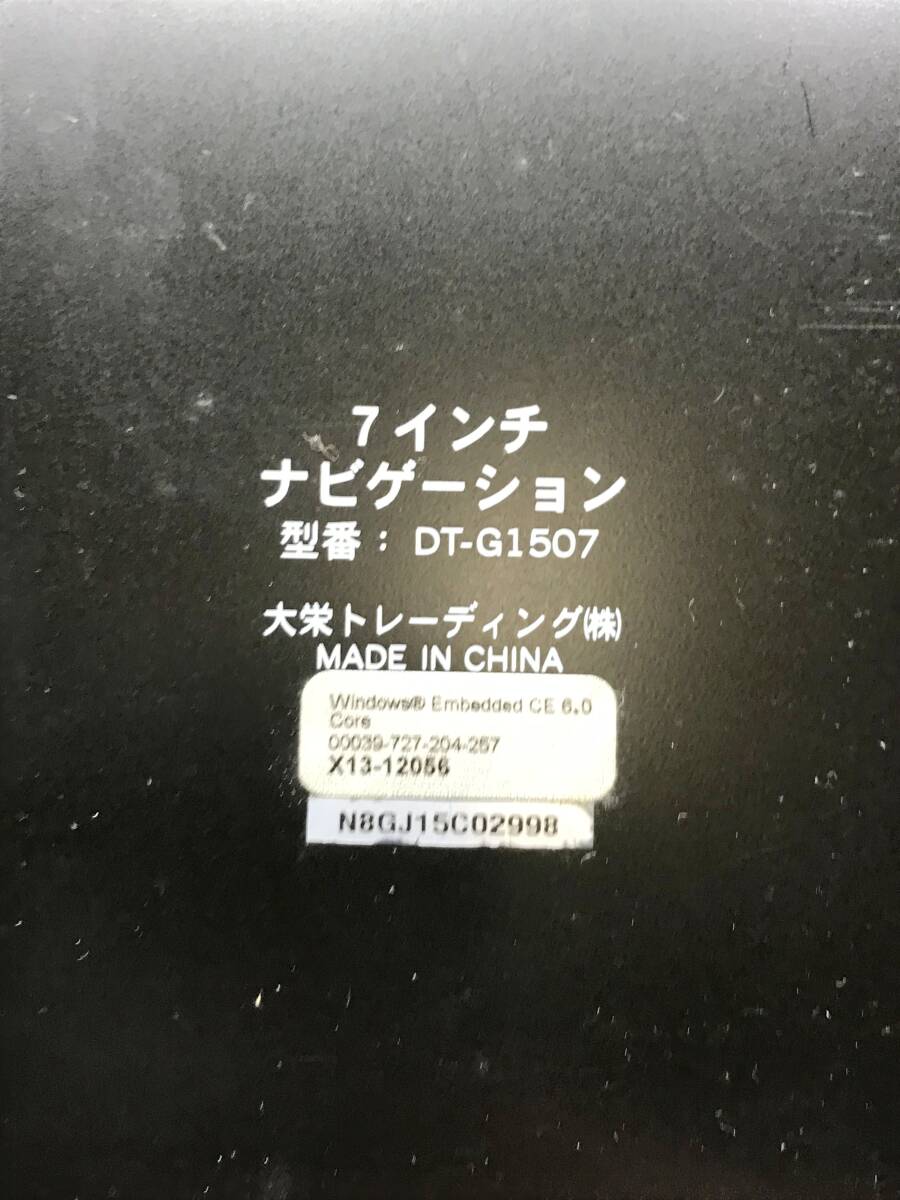 7インチ
ナビゲーション
型番： DT-G1507
大栄トレーディング㈱
MADE IN CHINA
Windows® Embedded CE 6.0
Core
00039-727-204-257
X13-12056
N8GJ15C02998